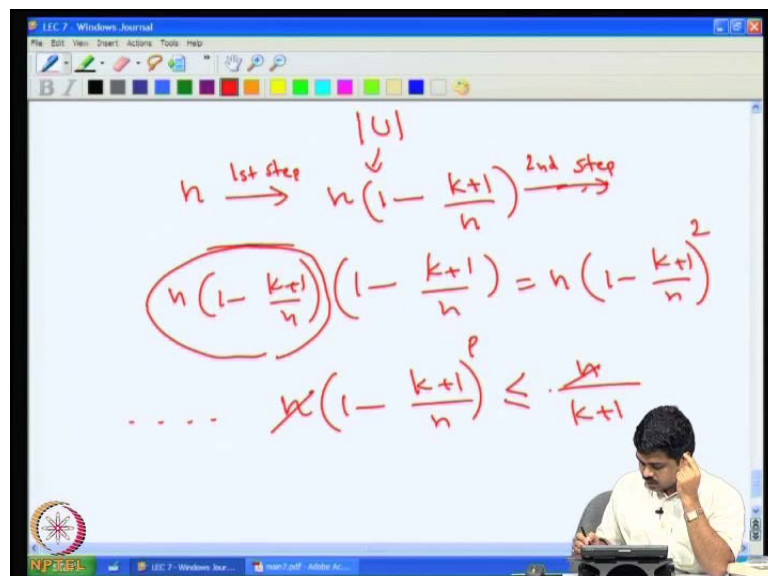 LEC 7 - Windows Journal
File Edit View Insert Actions Tools Help
B I
|U|
↓
n 1st step → n(1 - k+1/n) 2nd step →
n(1 - k+1/n)(1 - k+1/n) = n(1 - k+1/n)^2
.... n(1 - k+1/n)^p ≤ n/k+1
NPTEL
LEC 7 - Windows Jour... main7.pdf - Adobe Ac...